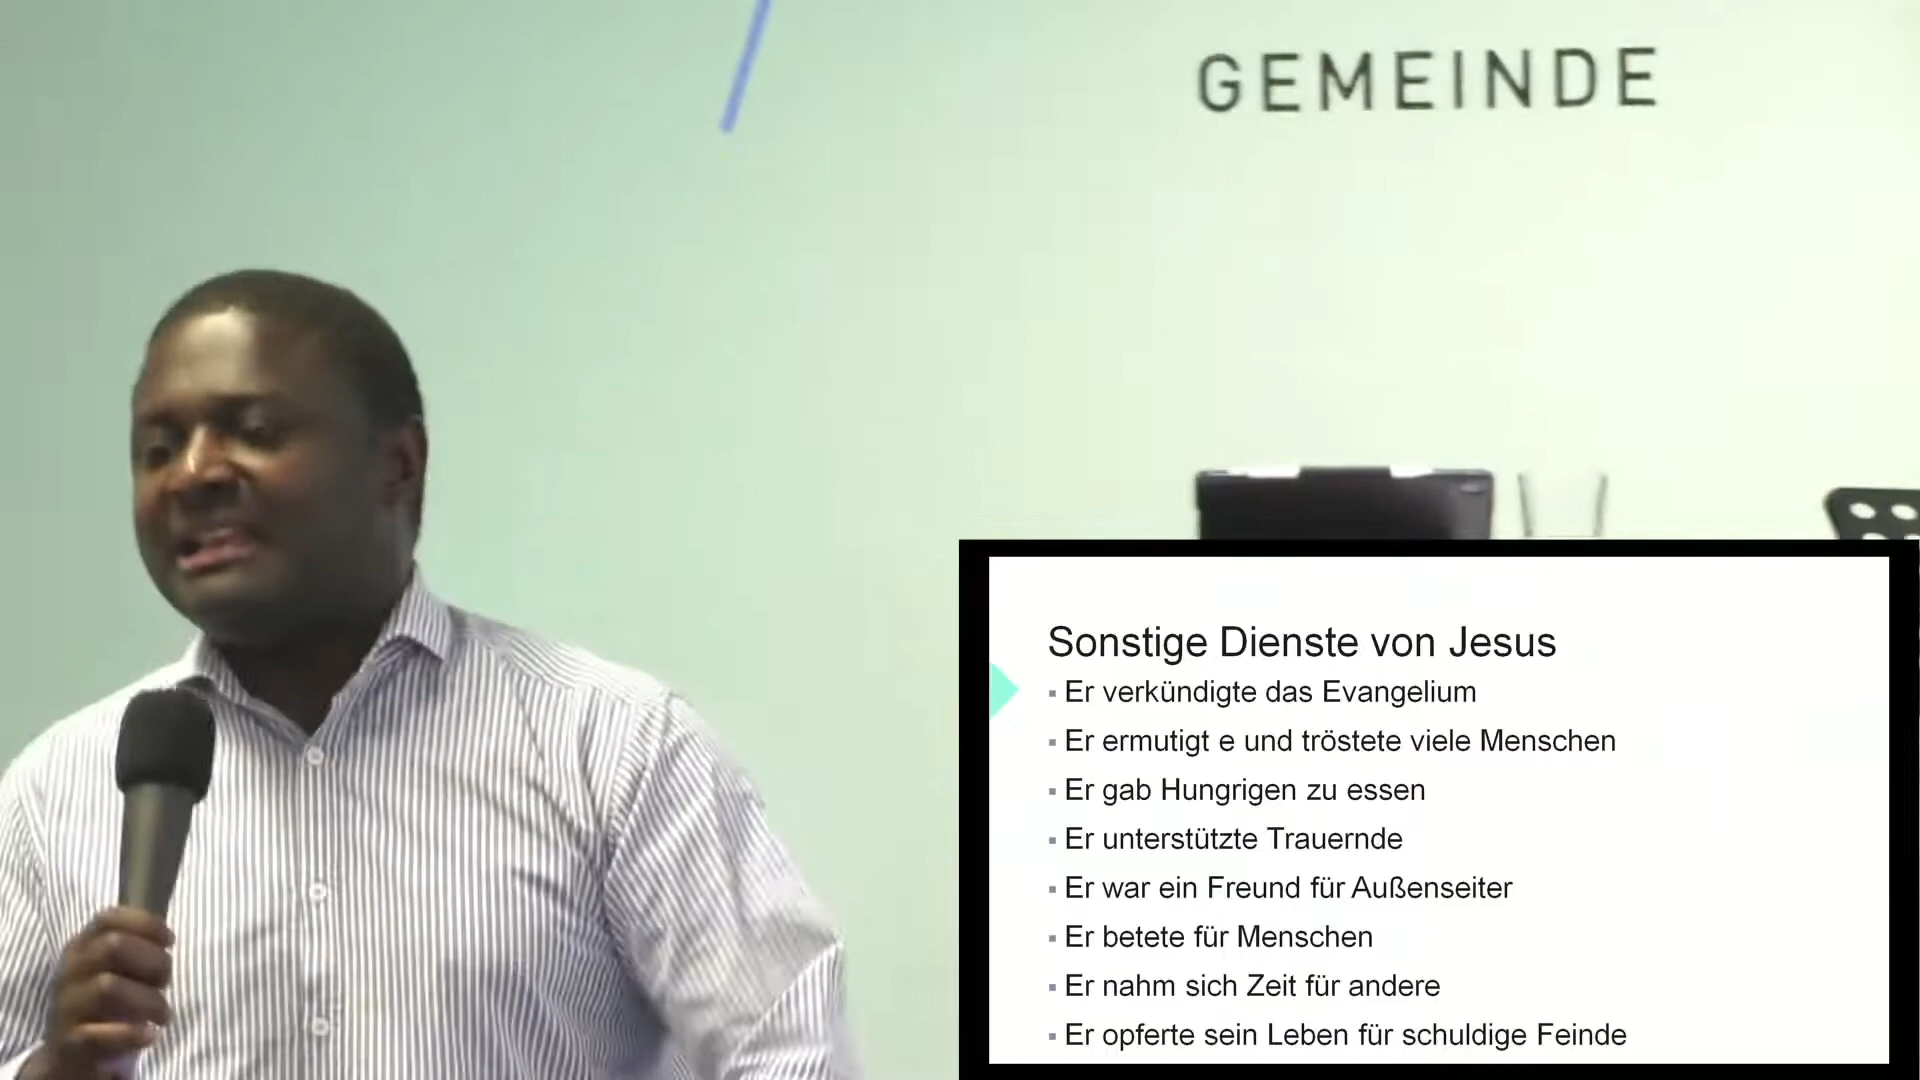 GEMEINDE
Sonstige Dienste von Jesus
▪ Er verkündigte das Evangelium
▪ Er ermutigt e und tröstete viele Menschen
▪ Er gab Hungrigen zu essen
▪ Er unterstützte Trauernde
▪ Er war ein Freund für Außenseiter
▪ Er betete für Menschen
▪ Er nahm sich Zeit für andere
▪ Er opferte sein Leben für schuldige Feinde